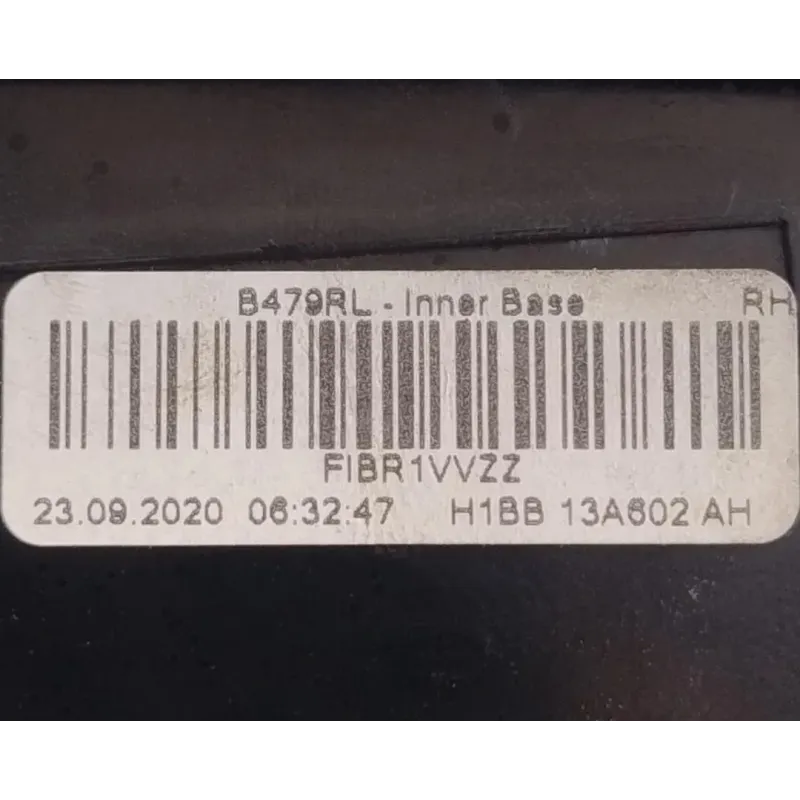 B479RL - Inner Base RH
FIBR1VVZZ
23.09.2020 06:32:47 H1BB 13A602 AH